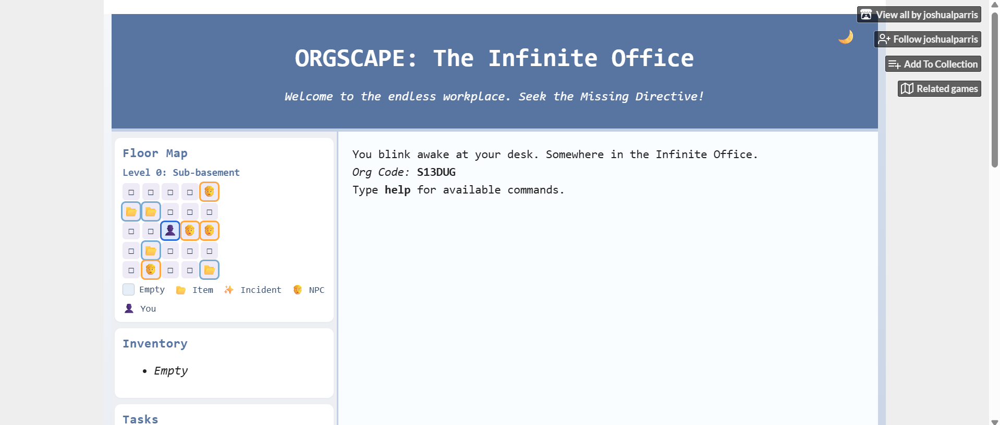 View all by joshualparris
Follow joshualparris
Add To Collection
Related games
ORGSCAPE: The Infinite Office
Welcome to the endless workplace. Seek the Missing Directive!
Floor Map
Level 0: Sub-basement
Empty Item Incident NPC
You
Inventory
Empty
Tasks
You blink awake at your desk. Somewhere in the Infinite Office.
Org Code: S13DUG
Type help for available commands.